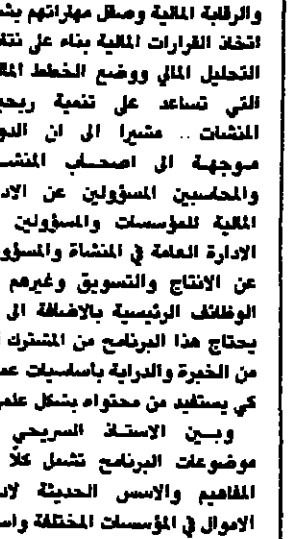 والرقابة المالية وصقل مهاراتهم بش
اتخاذ القرارات المالية بناء على نتا
التحليل المالي ووضع الخطط الما
التي تساعد على تنمية ربحي
المنشات .. مشيرا الى ان الدو
موجهة الى اصحاب المنش
والمحاسبين المسؤولين عن الاد
المالية للمؤسسات والمسؤولين
الادارة العامة في المنشاة والمسؤو
عن الانتاج والتسويق وغيرهم
الوظائف الرئيسية بالاضافة الى
يحتاج هذا البرنامج من المشترك
من الخبرة والدراية باساسيات عم
كي يستفيد من محتواه بشكل علم
وبين الاستاذ السريحي
موضوعات البرنامج تشمل كلا
المفاهيم والاسس الحديثة لاد
الاموال في المؤسسات المختلفة واس